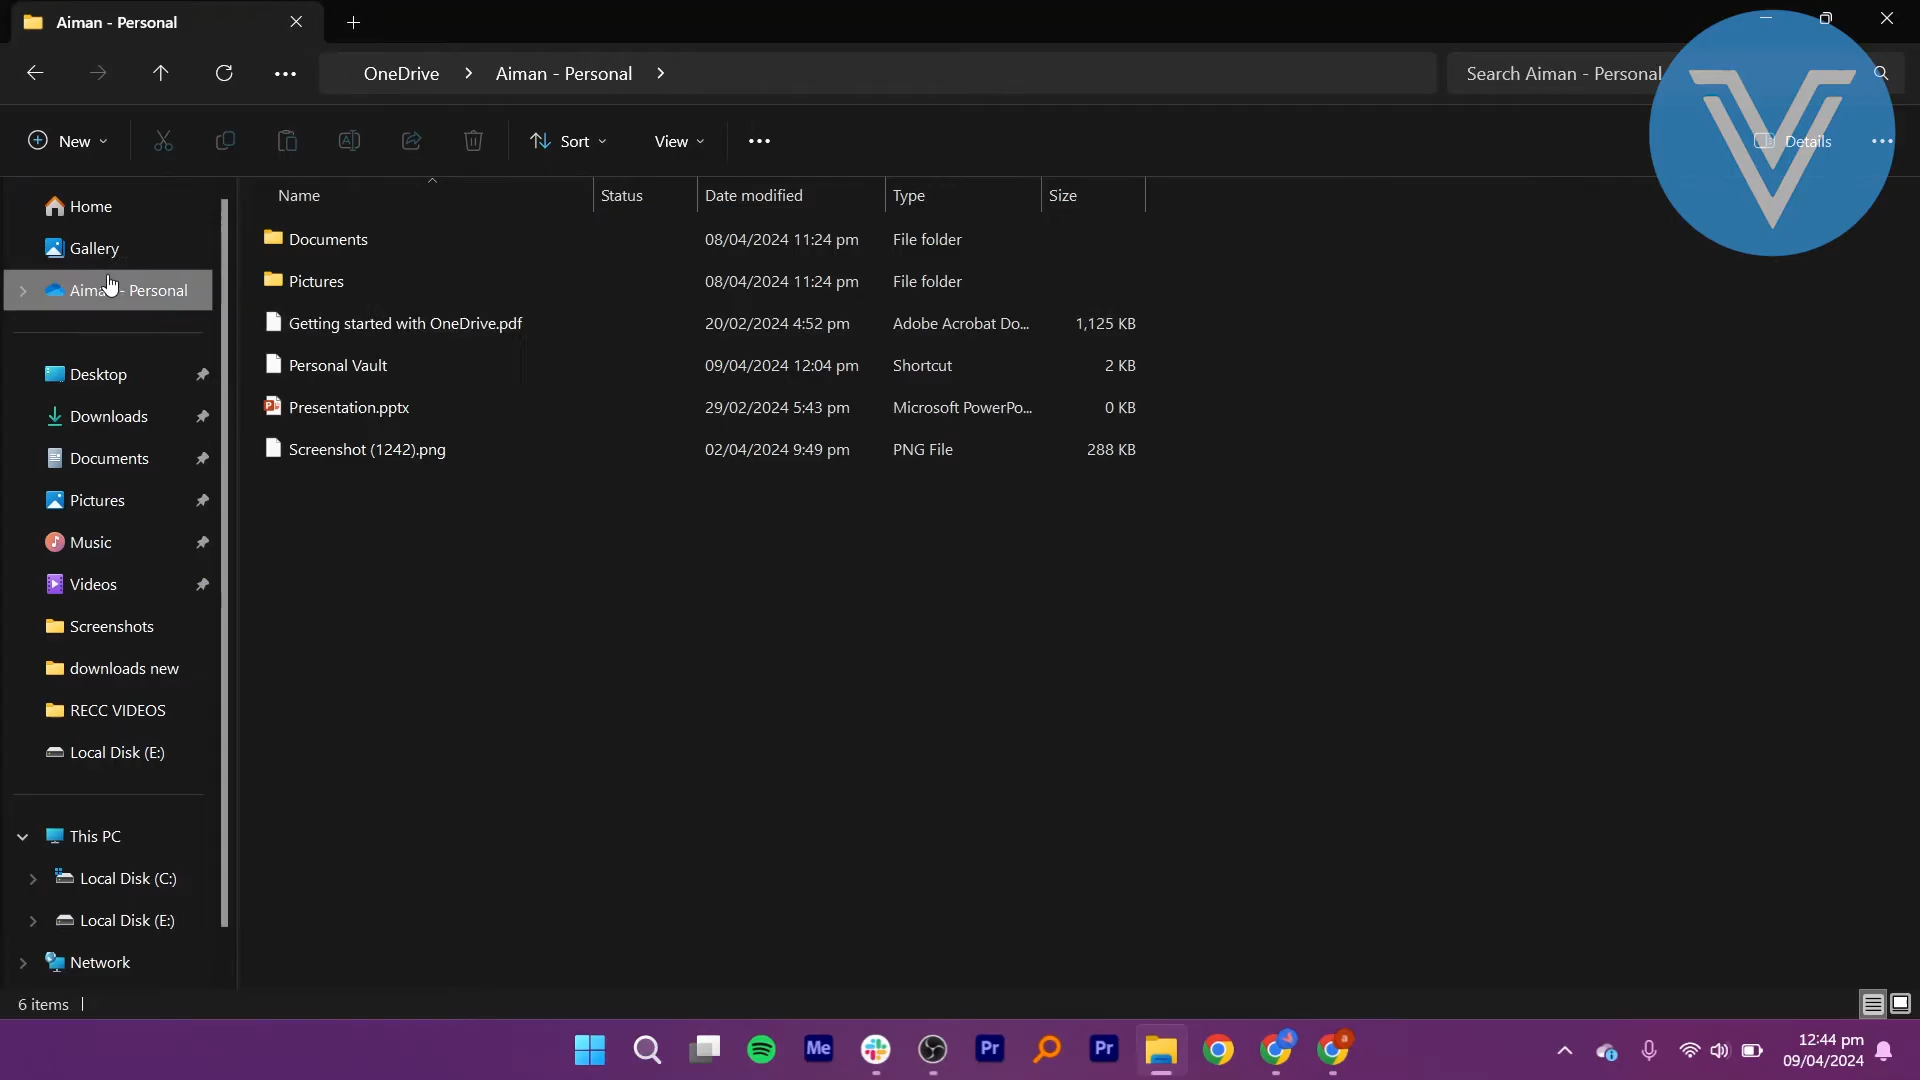 Aiman - Personal
OneDrive > Aiman - Personal >
Search Aiman - Personal
New
Sort
View
Details
Home
Gallery
Aiman - Personal
Desktop
Downloads
Documents
Pictures
Music
Videos
Screenshots
downloads new
RECC VIDEOS
Local Disk (E:)
This PC
Local Disk (C:)
Local Disk (E:)
Network
Name Status Date modified Type Size
Documents 08/04/2024 11:24 pm File folder
Pictures 08/04/2024 11:24 pm File folder
Getting started with OneDrive.pdf 20/02/2024 4:52 pm Adobe Acrobat Do... 1,125 KB
Personal Vault 09/04/2024 12:04 pm Shortcut 2 KB
Presentation.pptx 29/02/2024 5:43 pm Microsoft PowerPo... 0 KB
Screenshot (1242).png 02/04/2024 9:49 pm PNG File 288 KB
6 items
Me
Pr
Pr
12:44 pm
09/04/2024